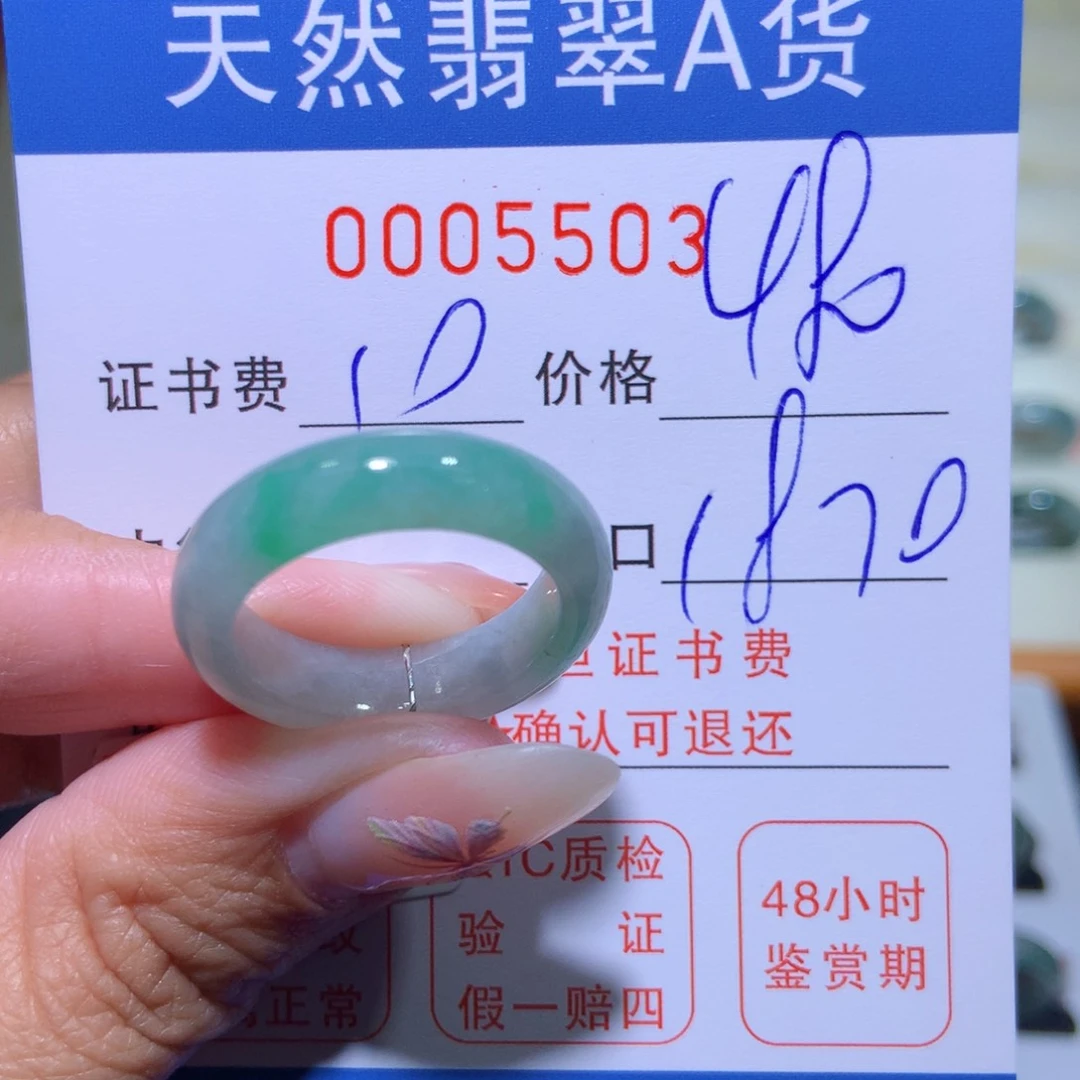 天然翡翠A货
0005503
证书费 10 价格
口 1870
证书费
确认可退还
C质检
验 证
假一赔四
48小时
鉴赏期
正常